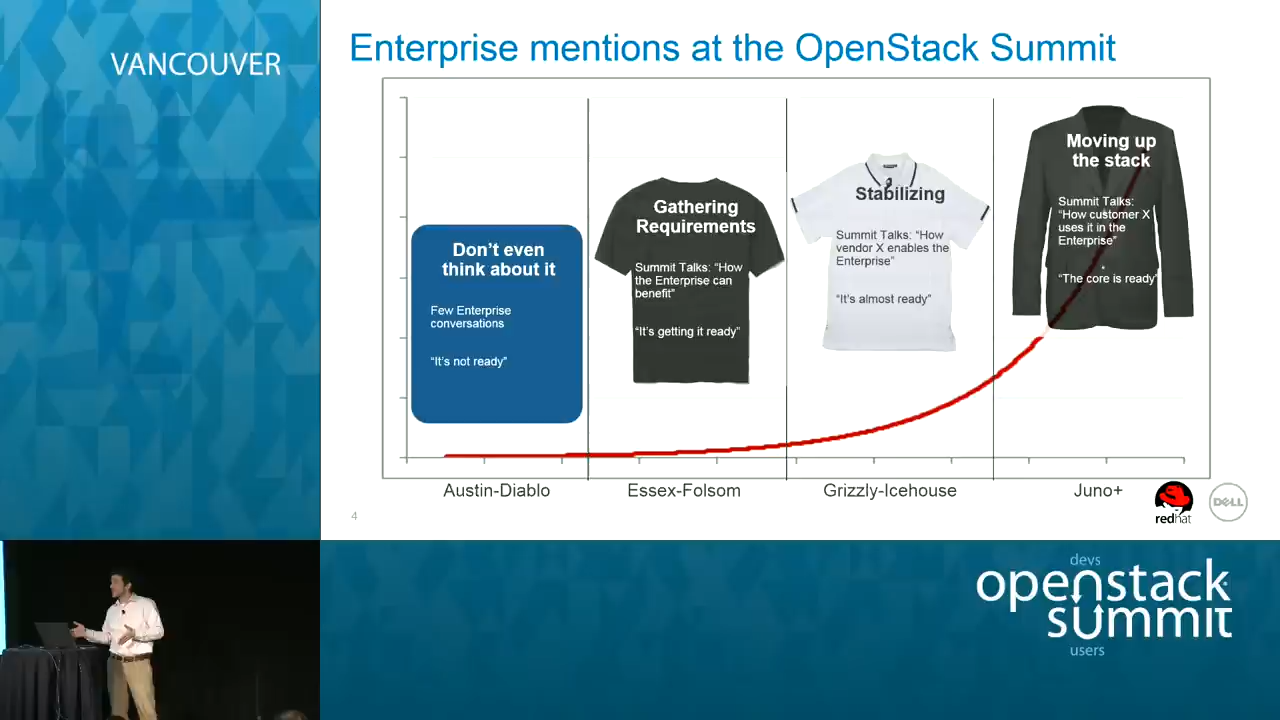 VANCOUVER
Enterprise mentions at the OpenStack Summit
Don’t even
think about it
Few Enterprise
conversations
“It’s not ready”
Gathering
Requirements
Summit Talks: “How
the Enterprise can
benefit”
“It’s getting it ready”
Stabilizing
Summit Talks: “How
vendor X enables the
Enterprise”
“It’s almost ready”
Moving up
the stack
Summit Talks:
“How customer X
uses it in the
Enterprise”
“The core is ready”
Austin-Diablo
Essex-Folsom
Grizzly-Icehouse
Juno+
4
redhat
DELL
devs
openstack
summit
users